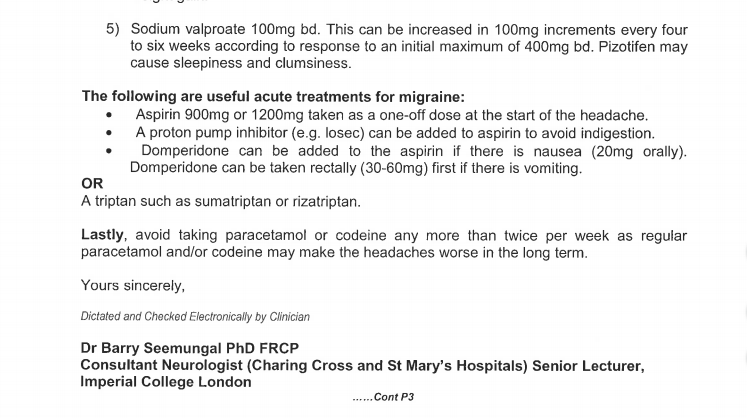 5) Sodium valproate 100mg bd. This can be increased in 100mg increments every four
to six weeks according to response to an initial maximum of 400mg bd. Pizotifen may
cause sleepiness and clumsiness.
The following are useful acute treatments for migraine:
• Aspirin 900mg or 1200mg taken as a one-off dose at the start of the headache.
• A proton pump inhibitor (e.g. losec) can be added to aspirin to avoid indigestion.
• Domperidone can be added to the aspirin if there is nausea (20mg orally).
Domperidone can be taken rectally (30-60mg) first if there is vomiting.
OR
A triptan such as sumatriptan or rizatriptan.
Lastly, avoid taking paracetamol or codeine any more than twice per week as regular
paracetamol and/or codeine may make the headaches worse in the long term.
Yours sincerely,
Dictated and Checked Electronically by Clinician
Dr Barry Seemungal PhD FRCP
Consultant Neurologist (Charing Cross and St Mary's Hospitals) Senior Lecturer,
Imperial College London
......Cont P3